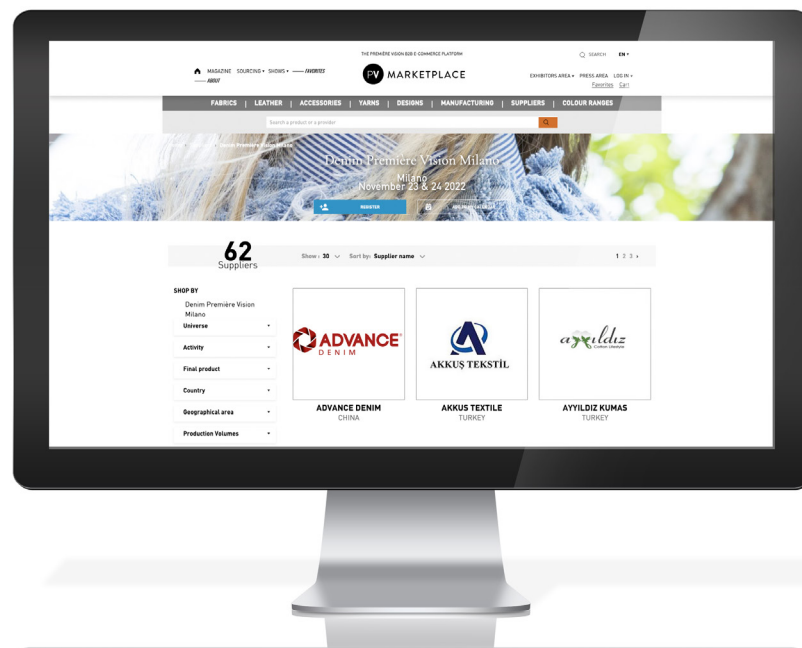 THE PREMIÈRE VISION B2B E-COMMERCE PLATFORM
SEARCH EN
MAGAZINE SOURCING SHOWS FAVORITES
ABOUT
PV MARKETPLACE
EXHIBITORS AREA PRESS AREA LOG IN
Favorites Cart
FABRICS | LEATHER | ACCESSORIES | YARNS | DESIGNS | MANUFACTURING | SUPPLIERS | COLOUR RANGES
Search a product or a provider
Denim Première Vision Milano
Denim Première Vision Milano
Milano
November 23 & 24 2022
REGISTER
62
Suppliers
Show : 30 Sort by: Supplier name
1 2 3
SHOP BY
Denim Première Vision
Milano
Universe
Activity
Final product
Country
Geographical area
Production Volumes
ADVANCE
DENIM
AKKUŞ TEKSTİL
ayyıldız
ADVANCE DENIM
CHINA
AKKUS TEXTILE
TURKEY
AYYILDIZ KUMAS
TURKEY